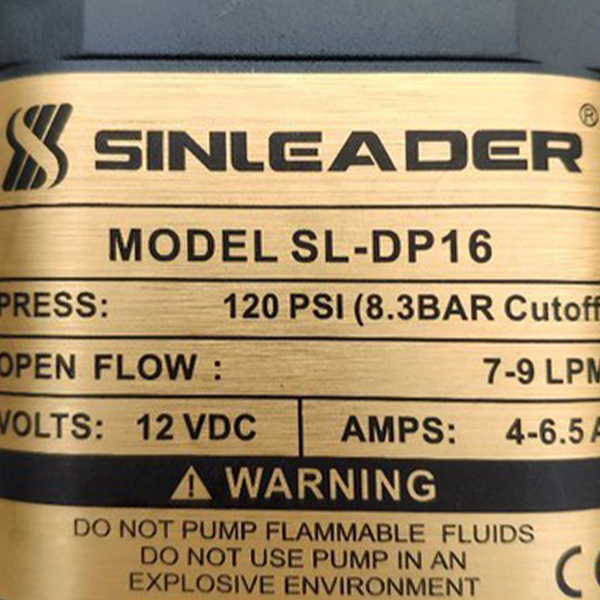 SINLEADER®
MODEL SL-DP16
PRESS: 120 PSI (8.3BAR Cutoff
OPEN FLOW : 7-9 LPM
VOLTS: 12 VDC AMPS: 4-6.5 A
WARNING
DO NOT PUMP FLAMMABLE FLUIDS
DO NOT USE PUMP IN AN
EXPLOSIVE ENVIRONMENT